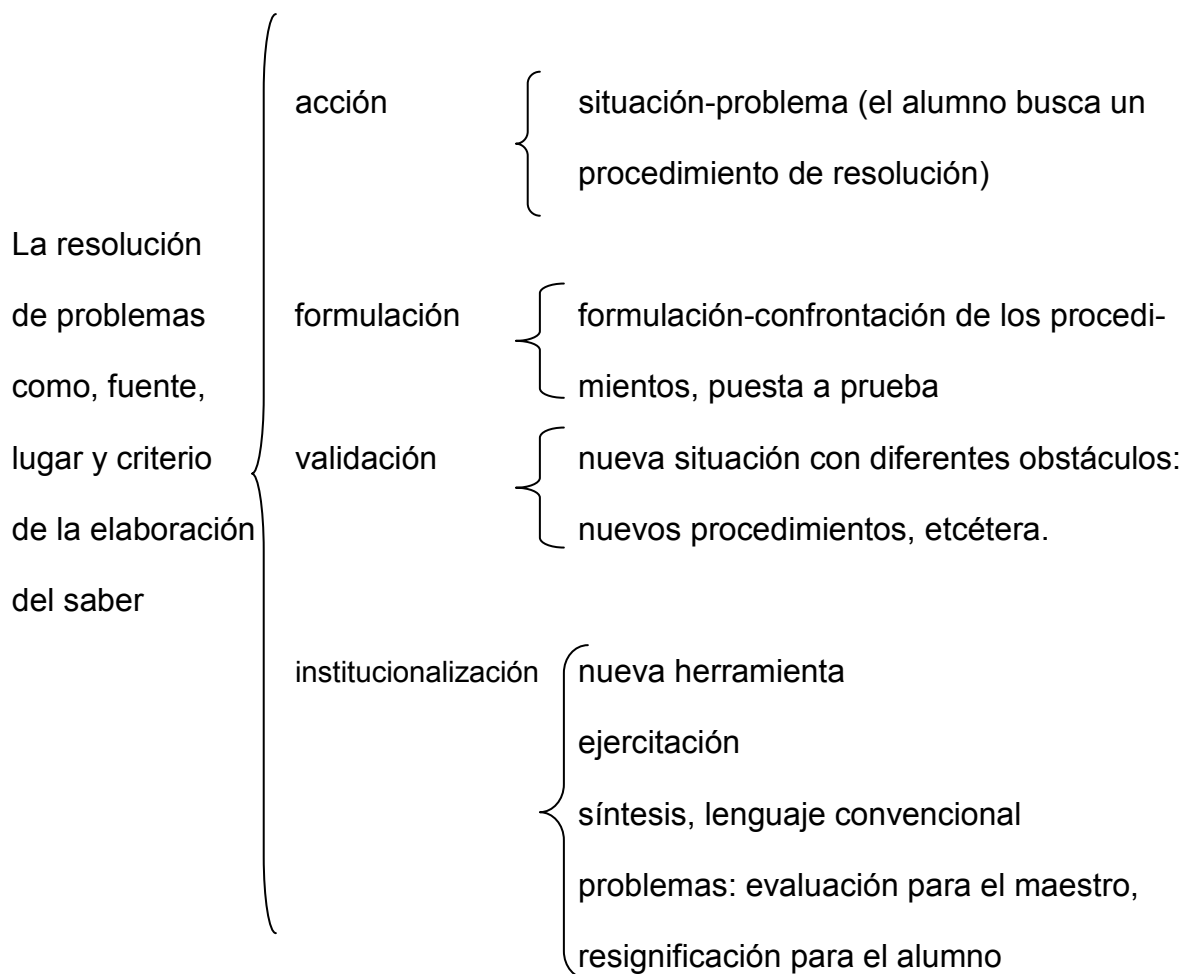 La resolución
de problemas
como, fuente,
lugar y criterio
de la elaboración
del saber
acción
situación-problema (el alumno busca un
procedimiento de resolución)
formulación
formulación-confrontación de los procedi-
mientos, puesta a prueba
validación
nueva situación con diferentes obstáculos:
nuevos procedimientos, etcétera.
institucionalización
nueva herramienta
ejercitación
síntesis, lenguaje convencional
problemas: evaluación para el maestro,
resignificación para el alumno